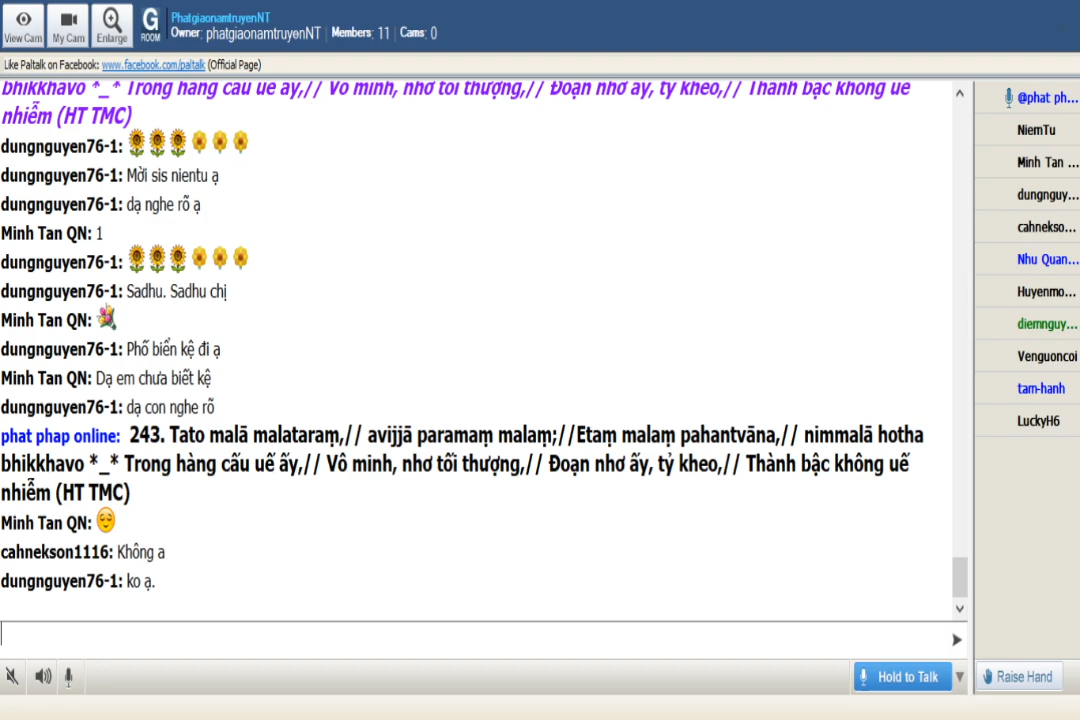 View Cam
My Cam
Enlarge
G
ROOM
PhatgiaonamtruyenNT
Owner: phatgiaonamtruyenNT | Members: 11 | Cams: 0
Like Paltalk on Facebook: www.facebook.com/paltalk (Official Page)
bhikkhavo *_* Trong hàng cấu uế ấy,// Vô minh, nhơ tối thượng,// Đoạn nhơ ấy, tỷ kheo,// Thành bậc không uế
nhiễm (HT TMC)
dungnguyen76-1:
dungnguyen76-1: Mời sis nientu ạ
dungnguyen76-1: dạ nghe rõ ạ
Minh Tan QN: 1
dungnguyen76-1:
dungnguyen76-1: Sadhu. Sadhu chị
Minh Tan QN:
dungnguyen76-1: Phổ biển kệ đi ạ
Minh Tan QN: Dạ em chưa biết kệ
dungnguyen76-1: dạ con nghe rõ
phat phap online: 243. Tato malā malataraṃ,// avijjā paramaṃ malaṃ;//Etaṃ malaṃ pahantvāna,// nimmalā hotha
bhikkhavo *_* Trong hàng cấu uế ấy,// Vô minh, nhơ tối thượng,// Đoạn nhơ ấy, tỷ kheo,// Thành bậc không uế
nhiễm (HT TMC)
Minh Tan QN:
cahnekson1116: Không a
dungnguyen76-1: ko ạ.
@phat ph...
NiemTu
Minh Tan ...
dungnguy...
cahnekso...
Nhu Quan...
Huyenmo...
diemnguy...
Venguoncoi
tam-hanh
LuckyH6
Hold to Talk
Raise Hand